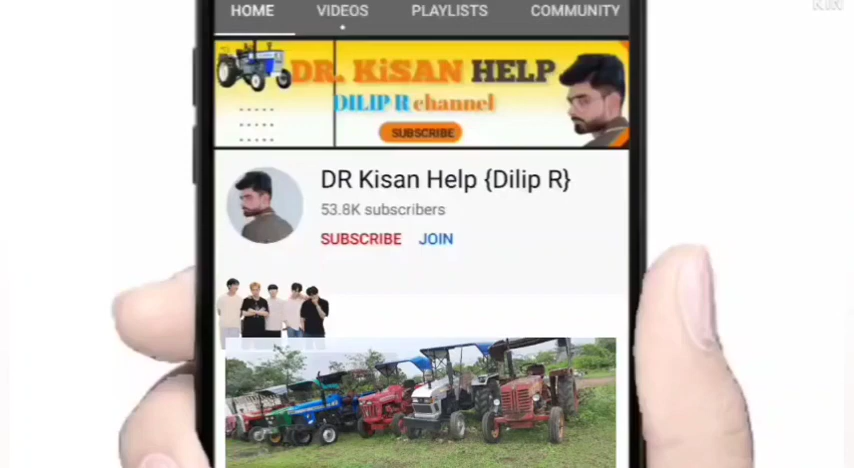 HOME VIDEOS PLAYLISTS COMMUNITY
KIN
DR. KiSAN HELP
DILIP R channel
SUBSCRIBE
DR Kisan Help {Dilip R}
53.8K subscribers
SUBSCRIBE JOIN